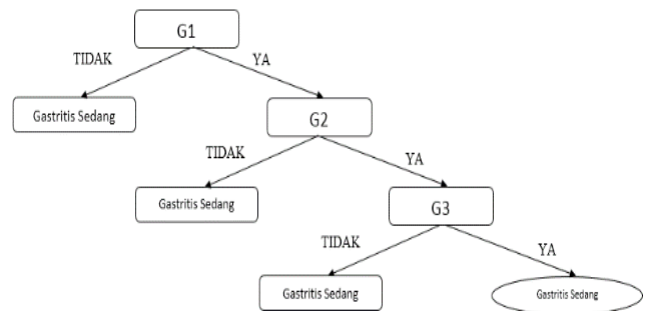 G1
TIDAK
YA
Gastritis Sedang
G2
TIDAK
YA
Gastritis Sedang
G3
TIDAK
YA
Gastritis Sedang
Gastritis Sedang